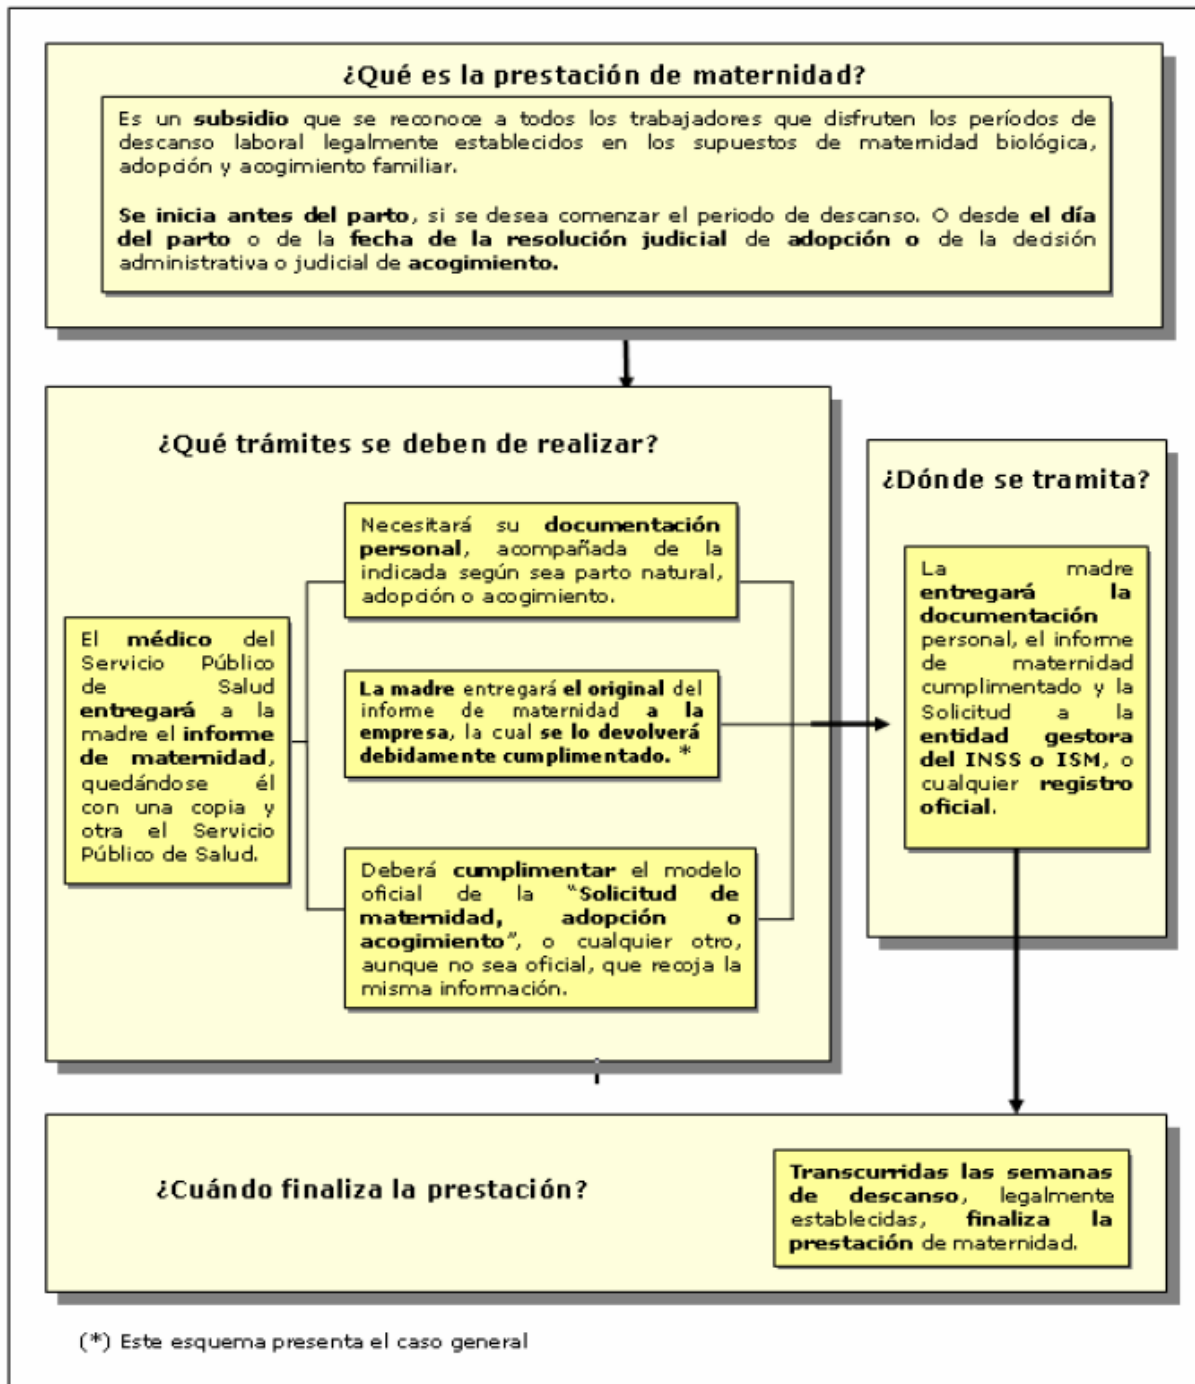 ¿Qué es la prestación de maternidad?
Es un subsidio que se reconoce a todos los trabajadores que disfruten los períodos de
descanso laboral legalmente establecidos en los supuestos de maternidad biológica,
adopción y acogimiento familiar.
Se inicia antes del parto, si se desea comenzar el periodo de descanso. O desde el día
del parto o de la fecha de la resolución judicial de adopción o de la decisión
administrativa o judicial de acogimiento.
¿Qué trámites se deben de realizar?
El médico del
Servicio Público
de Salud
entregará a la
madre el informe
de maternidad,
quedándose él
con una copia y
otra el Servicio
Público de Salud.
Necesitará su documentación
personal, acompañada de la
indicada según sea parto natural,
adopción o acogimiento.
La madre entregará el original del
informe de maternidad a la
empresa, la cual se lo devolverá
debidamente cumplimentado. *
Deberá cumplimentar el modelo
oficial de la “Solicitud de
maternidad, adopción o
acogimiento”, o cualquier otro,
aunque no sea oficial, que recoja la
misma información.
¿Dónde se tramita?
La madre
entregará la
documentación
personal, el informe
de maternidad
cumplimentado y la
Solicitud a la
entidad gestora
del INSS o ISM, o
cualquier registro
oficial.
¿Cuándo finaliza la prestación?
Transcurridas las semanas
de descanso, legalmente
establecidas, finaliza la
prestación de maternidad.
(*) Este esquema presenta el caso general